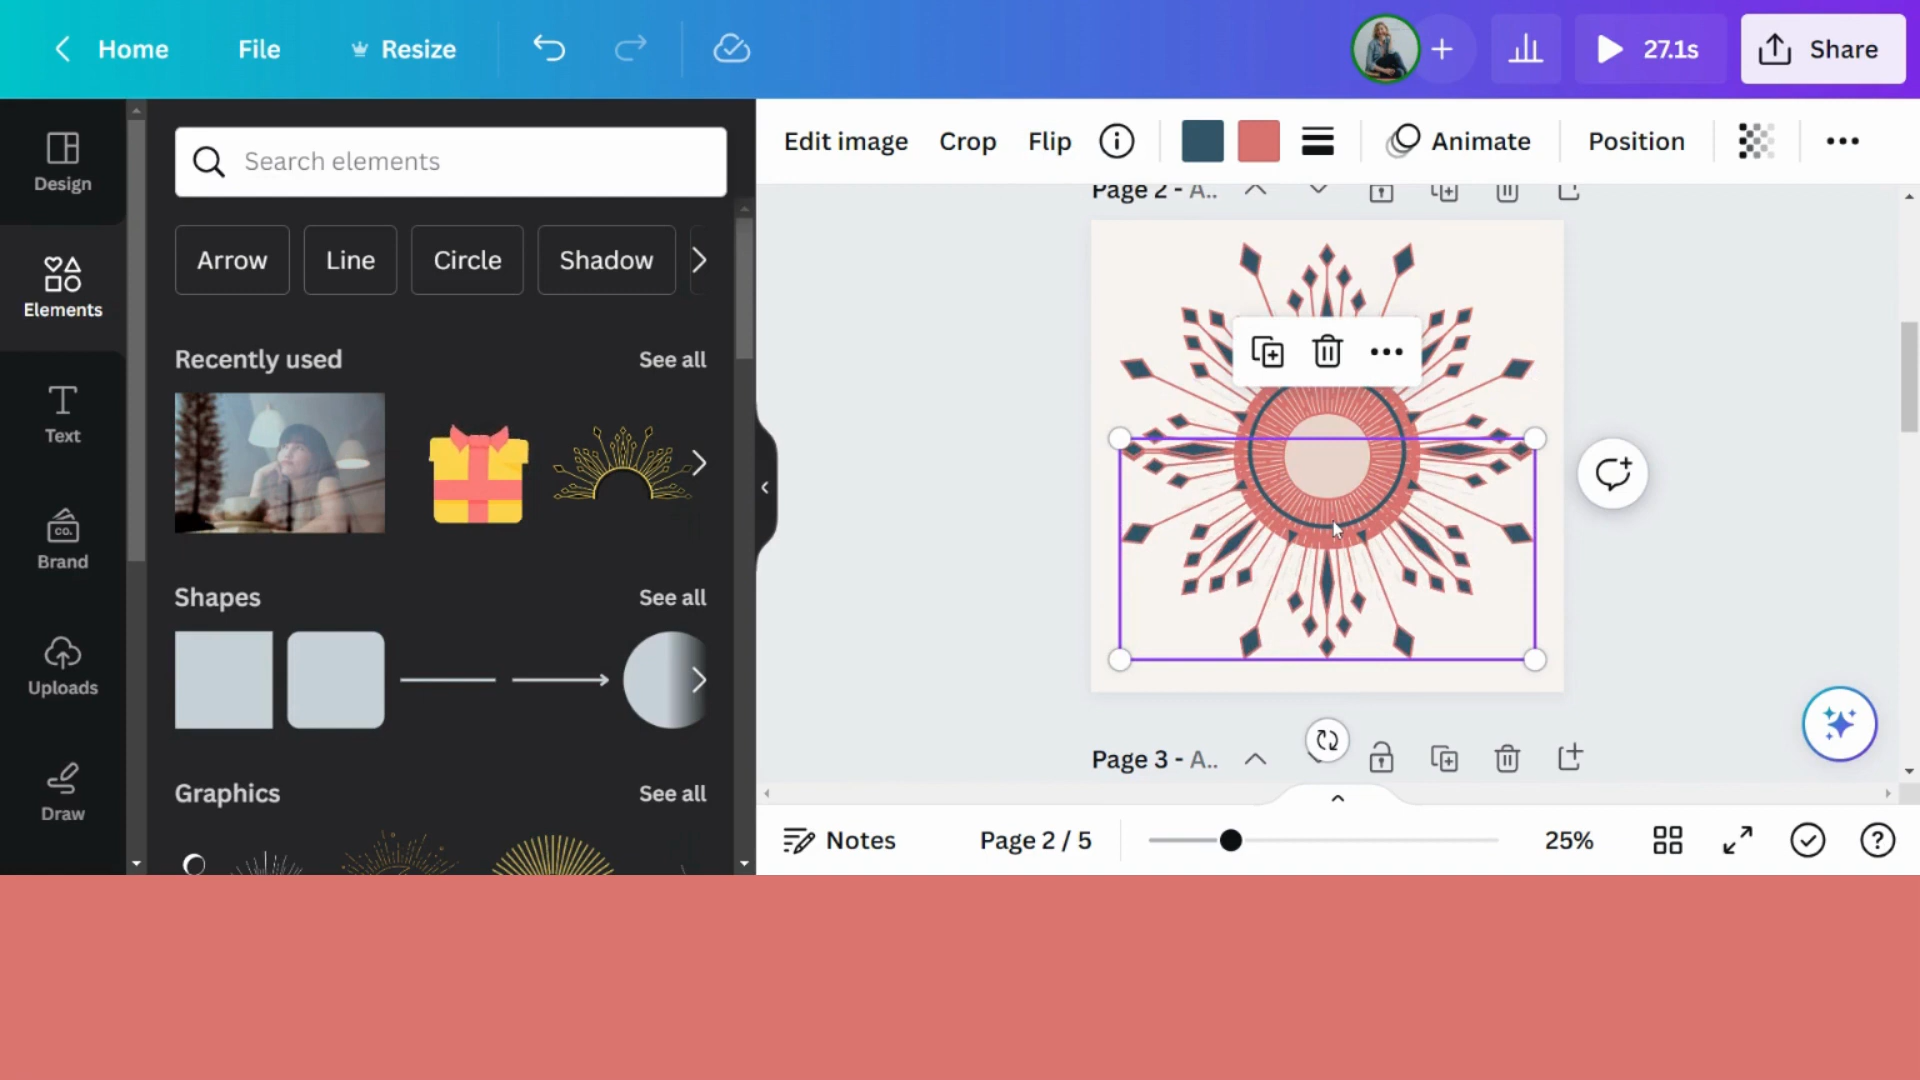 Home File Resize 27.1s Share
Design
Elements
Text
Brand
CO.
Uploads
Draw
Search elements
Arrow Line Circle Shadow
Recently used See all
Shapes See all
Graphics See all
Edit image Crop Flip Animate Position
Page 2 - A..
Page 3 - A..
Notes Page 2 / 5 25%